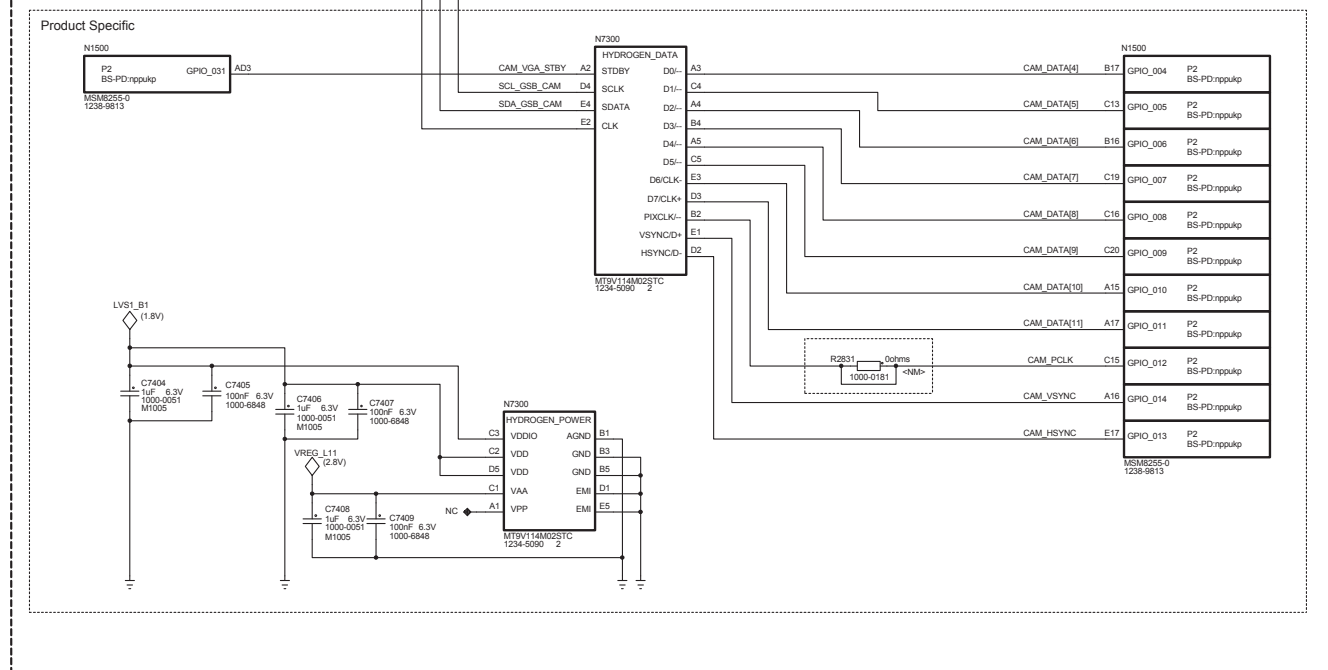 Product Specific
N1500
P2
BS-PD:nppukp
GPIO_031
AD3
MSM8255-0
1238-9813
CAM_VGA_STBY
SCL_GSB_CAM
SDA_GSB_CAM
A2
D4
E4
E2
N7300
HYDROGEN_DATA
STDBY
SCLK
SDATA
CLK
D0/--
D1/--
D2/--
D3/--
D4/--
D5/--
D6/CLK-
D7/CLK+
PIXCLK/--
VSYNC/D+
HSYNC/D-
A3
C4
A4
B4
A5
C5
E3
D3
B2
E1
D2
MT9V114M02STC
1234-5090 2
N1500
CAM_DATA[4] B17 GPIO_004 P2
BS-PD:nppukp
CAM_DATA[5] C13 GPIO_005 P2
BS-PD:nppukp
CAM_DATA[6] B16 GPIO_006 P2
BS-PD:nppukp
CAM_DATA[7] C19 GPIO_007 P2
BS-PD:nppukp
CAM_DATA[8] C16 GPIO_008 P2
BS-PD:nppukp
CAM_DATA[9] C20 GPIO_009 P2
BS-PD:nppukp
CAM_DATA[10] A15 GPIO_010 P2
BS-PD:nppukp
CAM_DATA[11] A17 GPIO_011 P2
BS-PD:nppukp
CAM_PCLK C15 GPIO_012 P2
BS-PD:nppukp
CAM_VSYNC A16 GPIO_014 P2
BS-PD:nppukp
CAM_HSYNC E17 GPIO_013 P2
BS-PD:nppukp
MSM8255-0
1238-9813
R2831 0ohms
1000-0181 <NM>
LVS1_B1
(1.8V)
C7404
1uF 6.3V
1000-0051
M1005
C7405
100nF 6.3V
1000-6848
C7406
1uF 6.3V
1000-0051
M1005
C7407
100nF 6.3V
1000-6848
VREG_L11
(2.8V)
C7408
1uF 6.3V
1000-0051
M1005
C7409
100nF 6.3V
1000-6848
NC
N7300
HYDROGEN_POWER
C3 VDDIO AGND B1
C2 VDD GND B3
D5 VDD GND B5
C1 VAA EMI D1
A1 VPP EMI E5
MT9V114M02STC
1234-5090 2